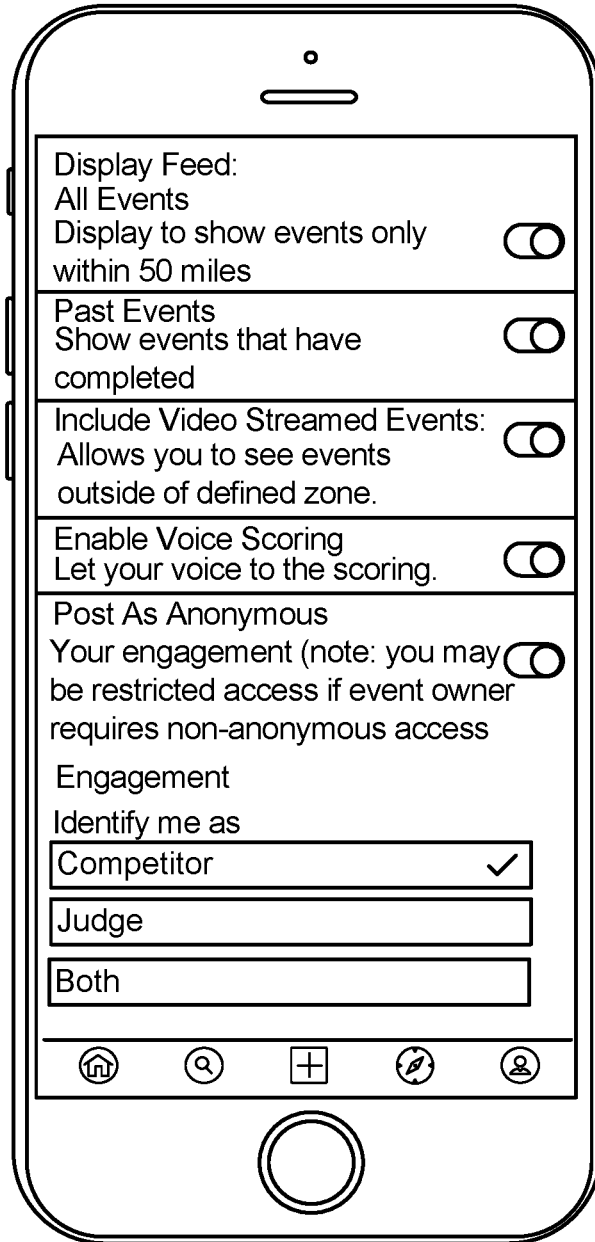 Display Feed:
All Events
Display to show events only
within 50 miles
Past Events
Show events that have
completed
Include Video Streamed Events:
Allows you to see events
outside of defined zone.
Enable Voice Scoring
Let your voice to the scoring.
Post As Anonymous
Your engagement (note: you may
be restricted access if event owner
requires non-anonymous access
Engagement
Identify me as
Competitor
Judge
Both